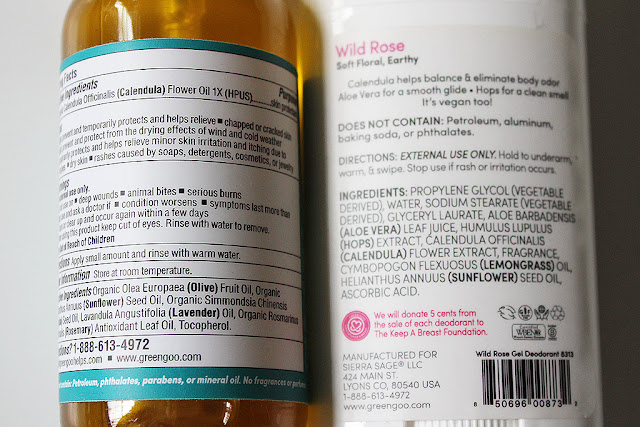 Facts
Ingredients
Officinalis (Calendula) Flower Oil 1X (HPUS)
Purpose
skin protectant
prevent and temporarily protects and helps relieve ■ chapped or cracked skin
prevent and protect from the drying effects of wind and cold weather
protects and helps relieve minor skin irritation and itching due to
■ dry skin ■ rashes caused by soaps, detergents, cosmetics, or jewelry
use only.
on ■ deep wounds ■ animal bites ■ serious burns
and ask a doctor if ■ condition worsens ■ symptoms last more than
or clear up and occur again within a few days
using this product keep out of eyes. Rinse with water to remove.
of Reach of Children
Apply small amount and rinse with warm water.
Information Store at room temperature.
Ingredients Organic Olea Europaea (Olive) Fruit Oil, Organic
Annuus (Sunflower) Seed Oil, Organic Simmondsia Chinensis
Seed Oil, Lavandula Angustifolia (Lavender) Oil, Organic Rosmarinus
(Rosemary) Antioxidant Leaf Oil, Tocopherol.
1-888-613-4972
greengoohelps.com — www.greengoo.com
Petroleum, phthalates, parabens, or mineral oil. No fragrances or
Wild Rose
Soft Floral, Earthy
Calendula helps balance & eliminate body odor
Aloe Vera for a smooth glide • Hops for a clean smell
It's vegan too!
DOES NOT CONTAIN: Petroleum, aluminum,
baking soda, or phthalates.
DIRECTIONS: EXTERNAL USE ONLY. Hold to underarm,
warm, & swipe. Stop use if rash or irritation occurs.
INGREDIENTS: PROPYLENE GLYCOL (VEGETABLE
DERIVED), WATER, SODIUM STEARATE (VEGETABLE
DERIVED), GLYCERYL LAURATE, ALOE BARBADENSIS
(ALOE VERA) LEAF JUICE, HUMULUS LUPULUS
(HOPS) EXTRACT, CALENDULA OFFICINALIS
(CALENDULA) FLOWER EXTRACT, FRAGRANCE,
CYMBOPOGON FLEXUOSUS (LEMONGRASS) OIL,
HELIANTHUS ANNUUS (SUNFLOWER) SEED OIL,
ASCORBIC ACID.
We will donate 5 cents from
the sale of each deodorant to
The Keep A Breast Foundation.
WBENC
MANUFACTURED FOR
SIERRA SAGE® LLC
424 MAIN ST.
LYONS CO, 80540 USA
1-888-613-4972
www.greengoo.com
Wild Rose Gel Deodorant 8313
8 50696 00873 2